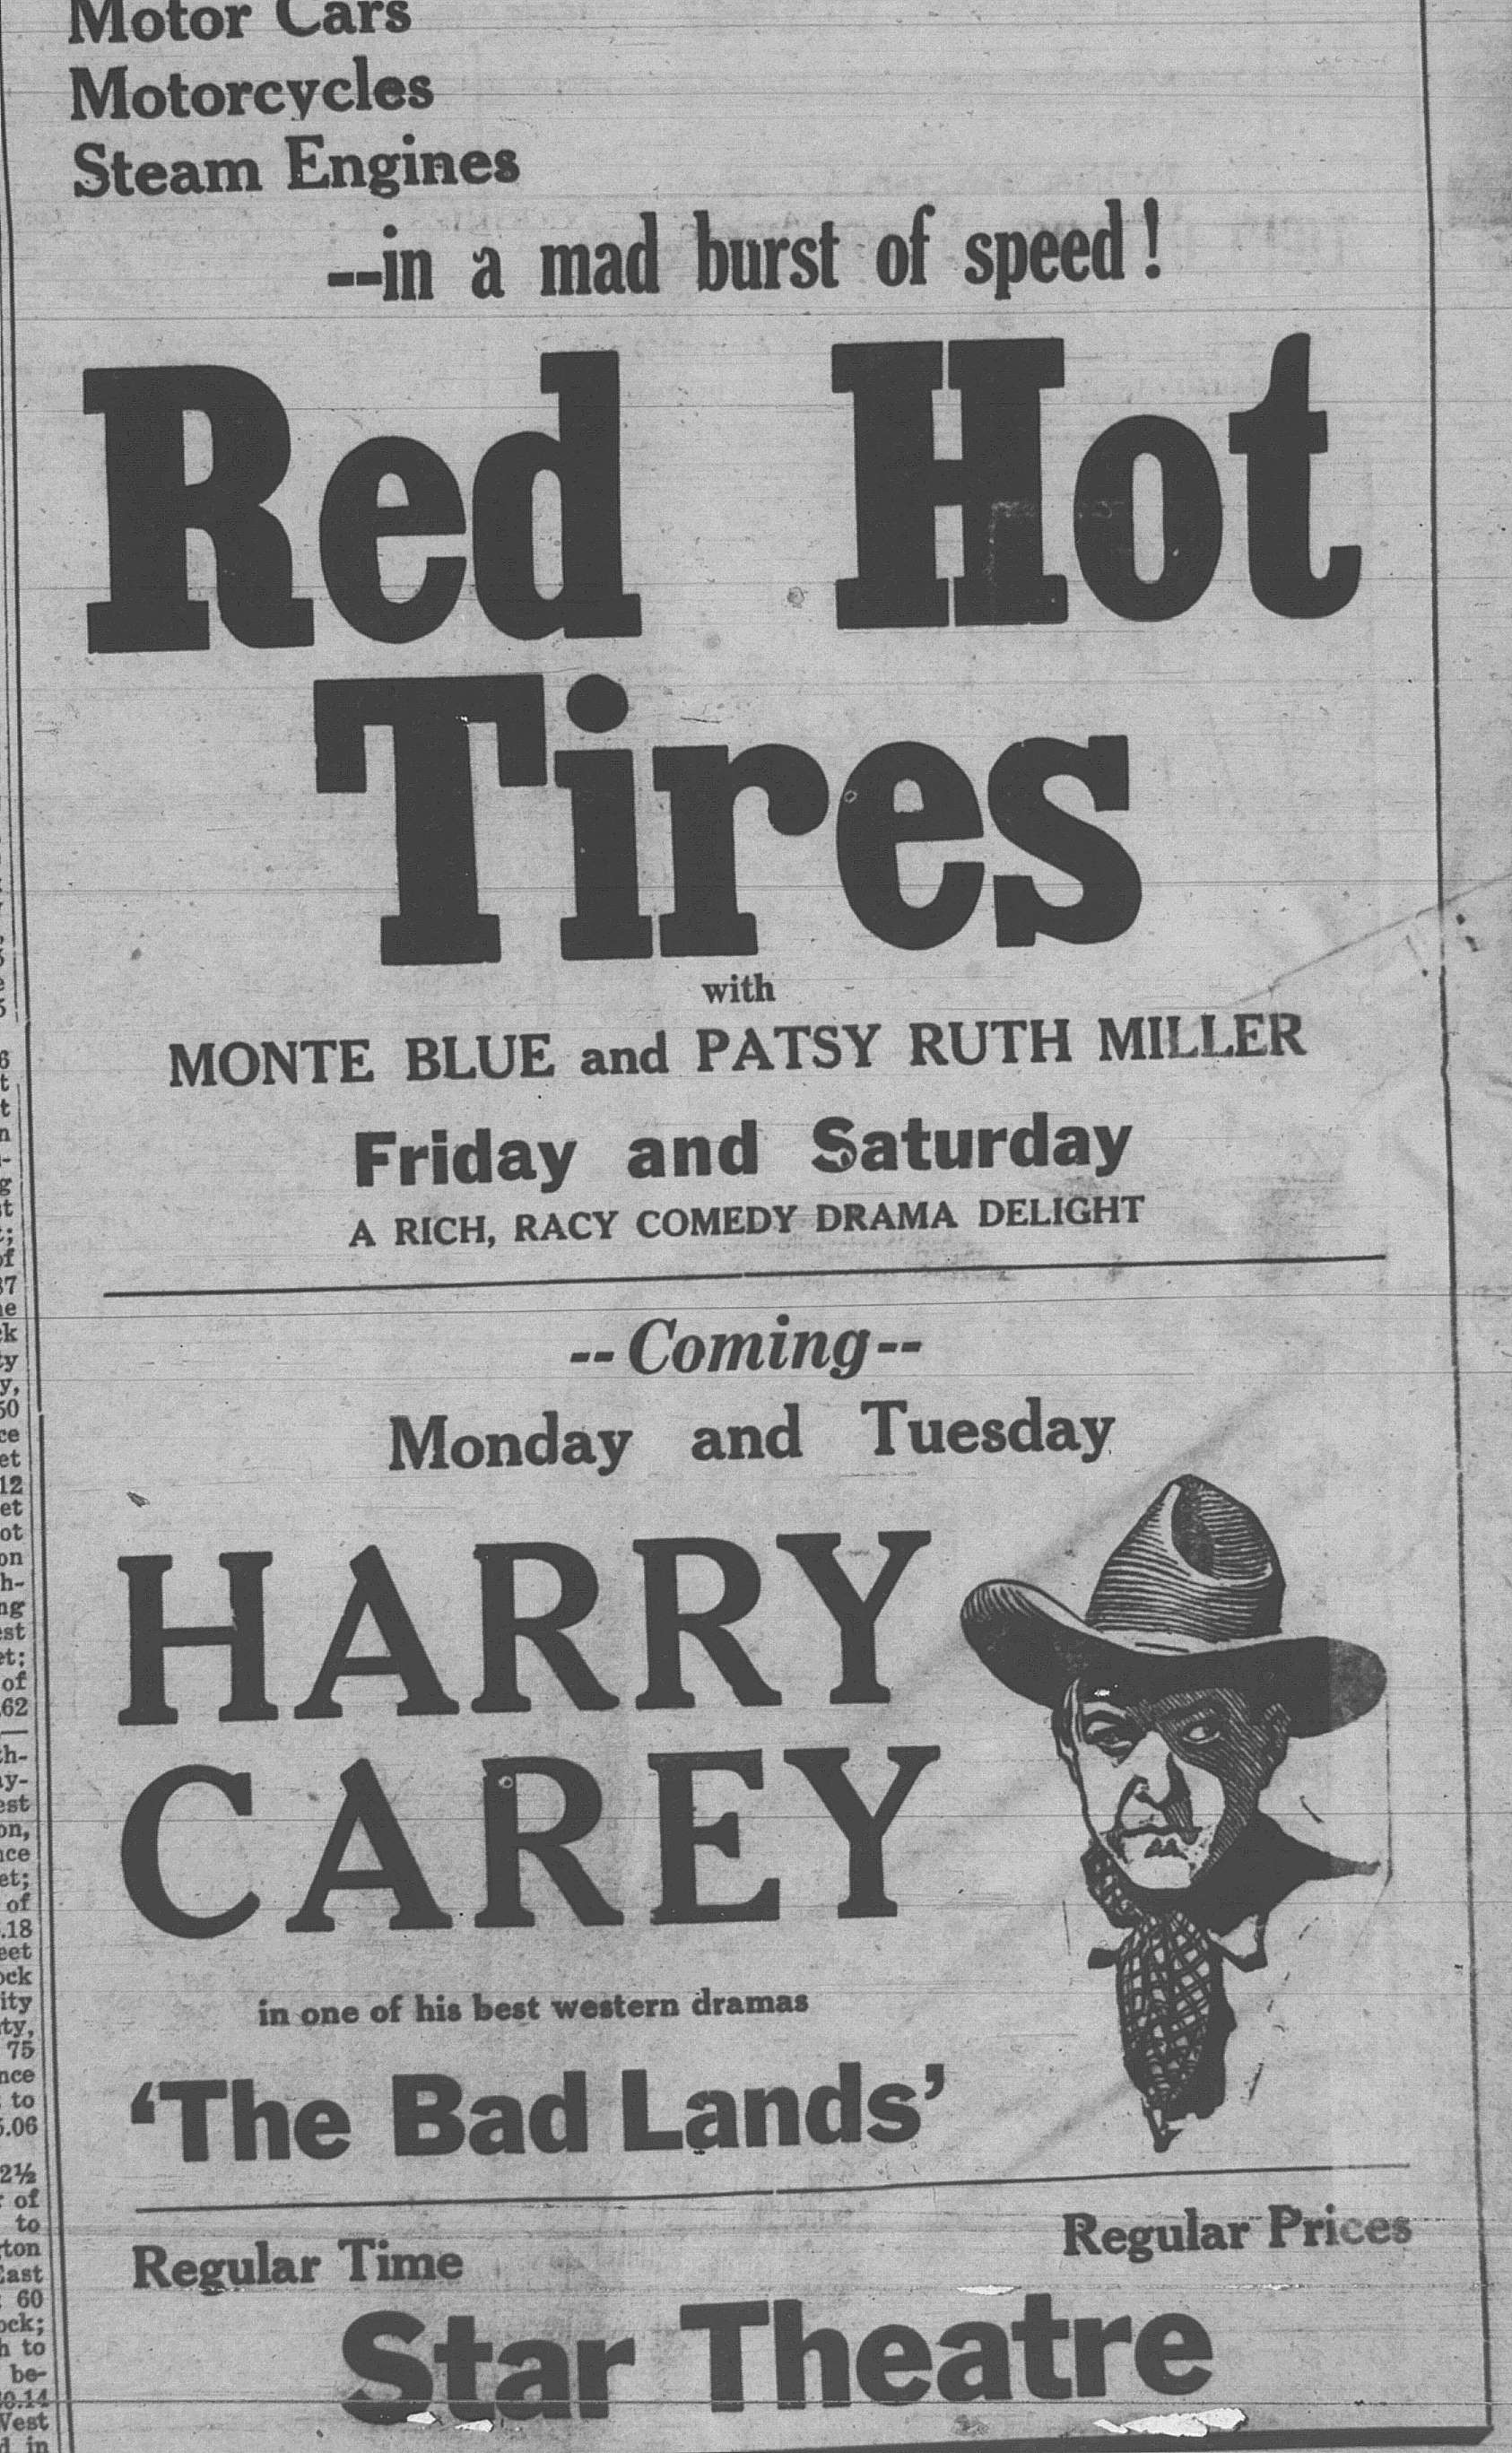 Motor Cars
Motorcycles
Steam Engines
--in a mad burst of speed!
Red Hot
Tires
with
MONTE BLUE and PATSY RUTH MILLER
Friday and Saturday
A RICH, RACY COMEDY DRAMA DELIGHT
--Coming--
Monday and Tuesday
HARRY
CAREY
in one of his best western dramas
'The Bad Lands'
Regular Time
Regular Prices
Star Theatre